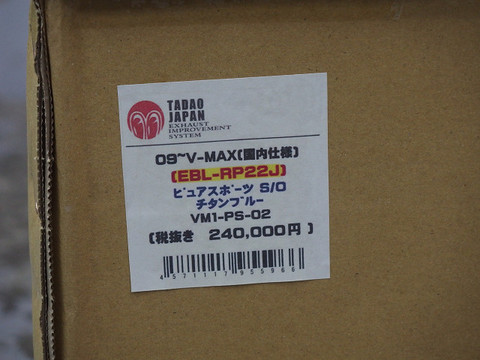 TADAO
JAPAN
EXHAUST
IMPROVEMENT
SYSTEM
09~V-MAX(国内仕様)
(EBL-RP22J)
ピュアスポーツ S/O
チタンブルー
VM1-PS-02
(税抜き 240,000円)
4571117955966